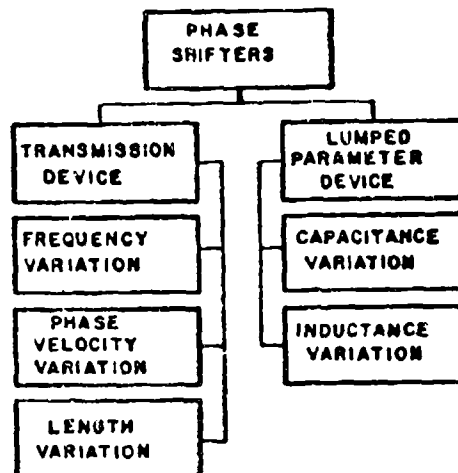 PHASE
SHIFTERS
TRANSMISSION
DEVICE
FREQUENCY
VARIATION
PHASE
VELOCITY
VARIATION
LENGTH
VARIATION
LUMPED
PARAMETER
DEVICE
CAPACITANCE
VARIATION
INDUCTANCE
VARIATION